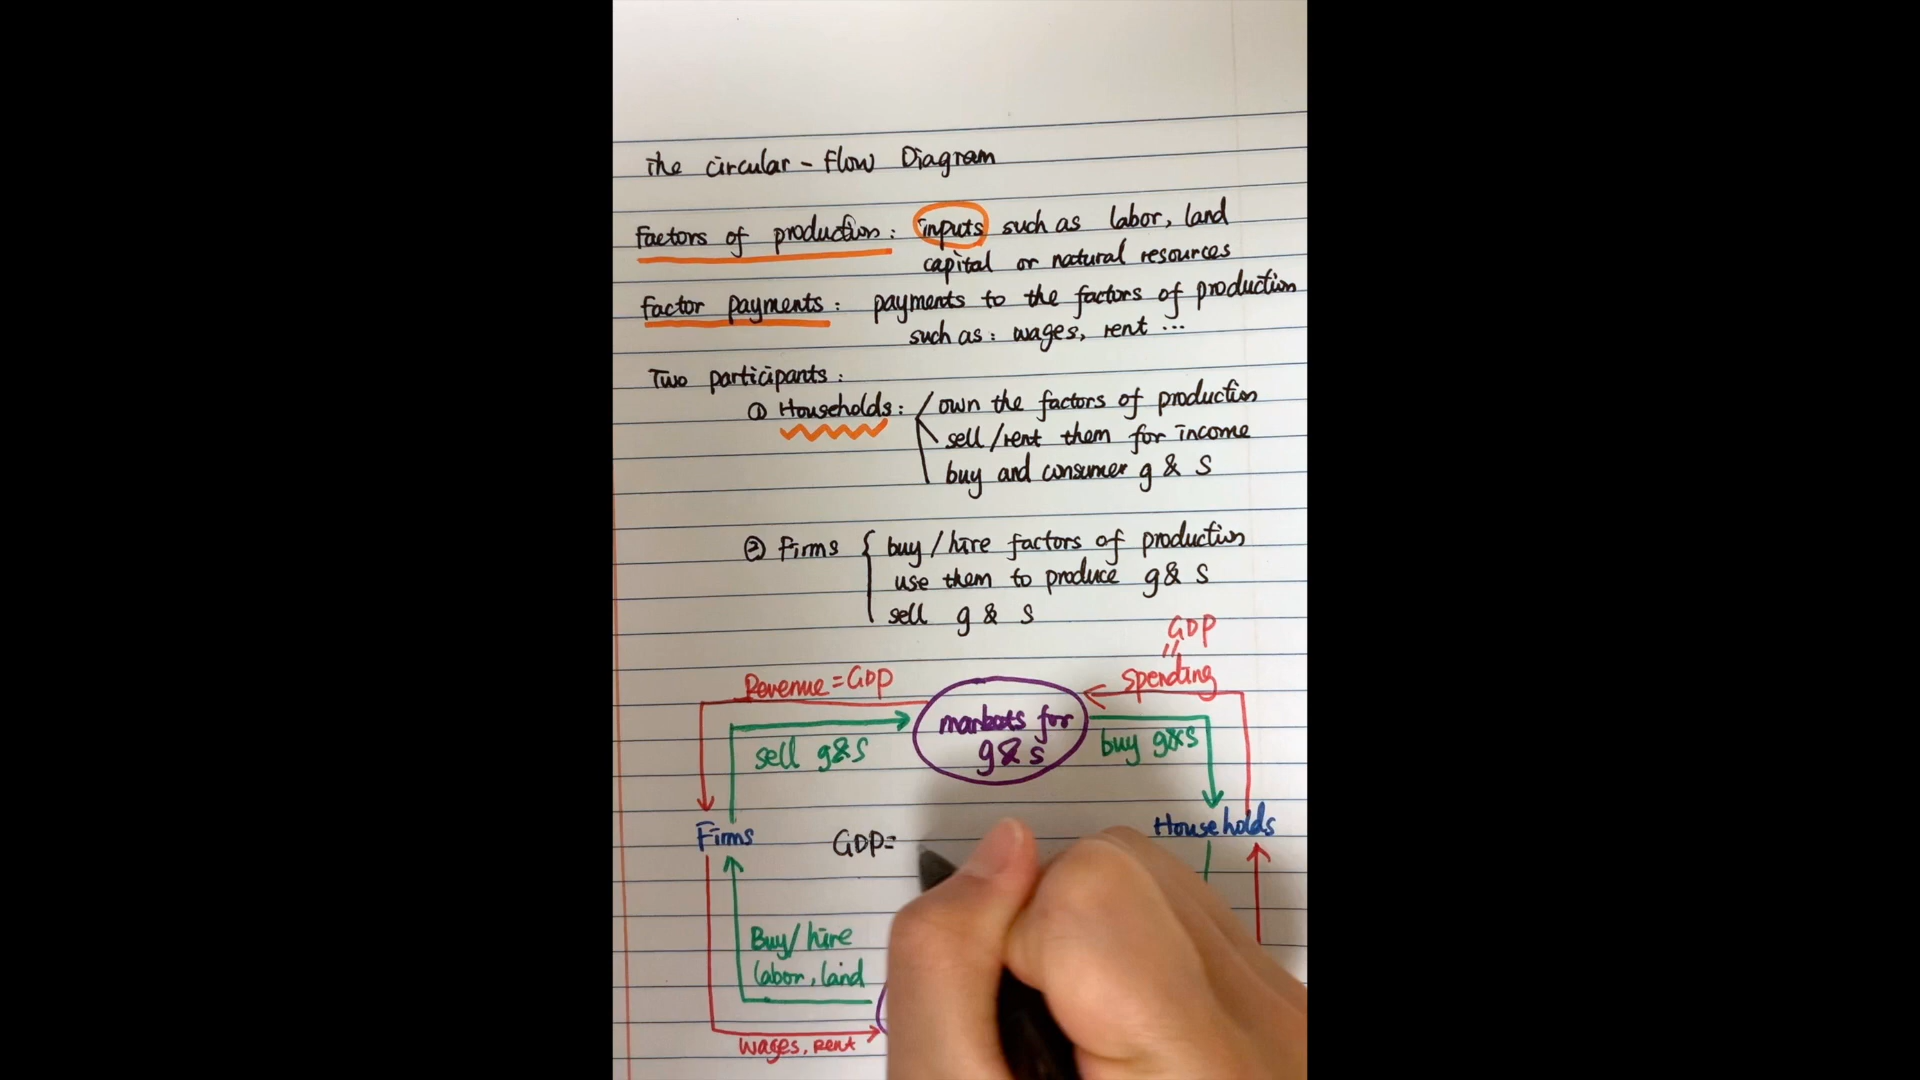 The circular-Flow Diagram
Factors of production: inputs such as labor, land
capital or natural resources
Factor payments: payments to the factors of production
such as: wages, rent ...
Two participants:
① Households: own the factors of production
sell/rent them for income
buy and consumer g & s
② Firms { buy/hire factors of production
use them to produce g & s
sell g & s
GDP
"
Revenue=GDP
spending
markets for
g & s
sell g&s
buy g&s
Firms
Households
GDP=
Buy/hire
labor, land
wages, rent